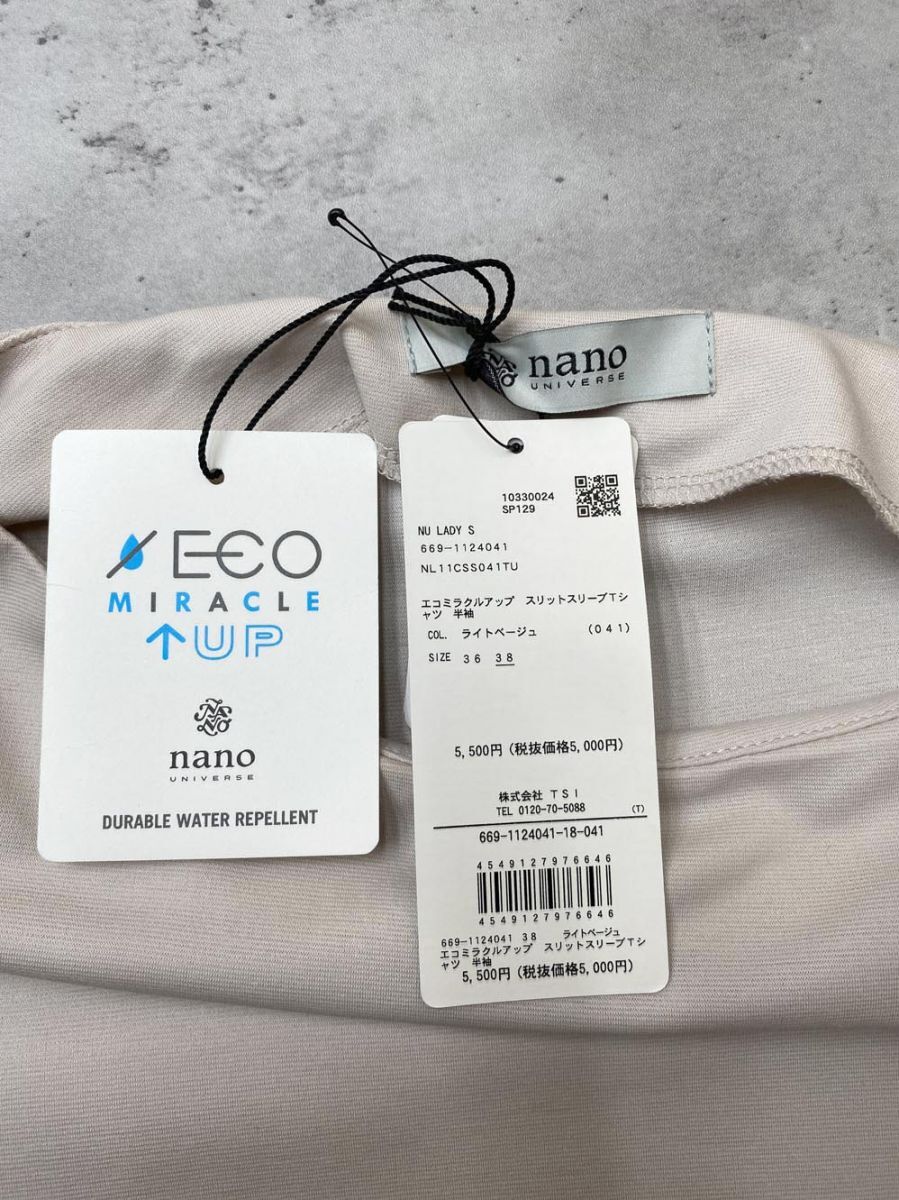 nano
UNIVERSE
ECO
MIRACLE
↑UP
nano
UNIVERSE
DURABLE WATER REPELLENT
10330024
SP129
NU LADY S
669-1124041
NL11CSS041TU
エコミラクルアップ スリットスリーブTシ
ャツ 半袖
COL. ライトベージュ (041)
SIZE 36 38
5,500円(税抜価格5,000円)
株式会社 TSI
TEL 0120-70-5088 (T)
669-1124041-18-041
4549127976646
4549127976646
669-1124041 38 ライトベージュ
エコミラクルアップ スリットスリーブTシ
ャツ 半袖
5,500円(税抜価格5,000円)